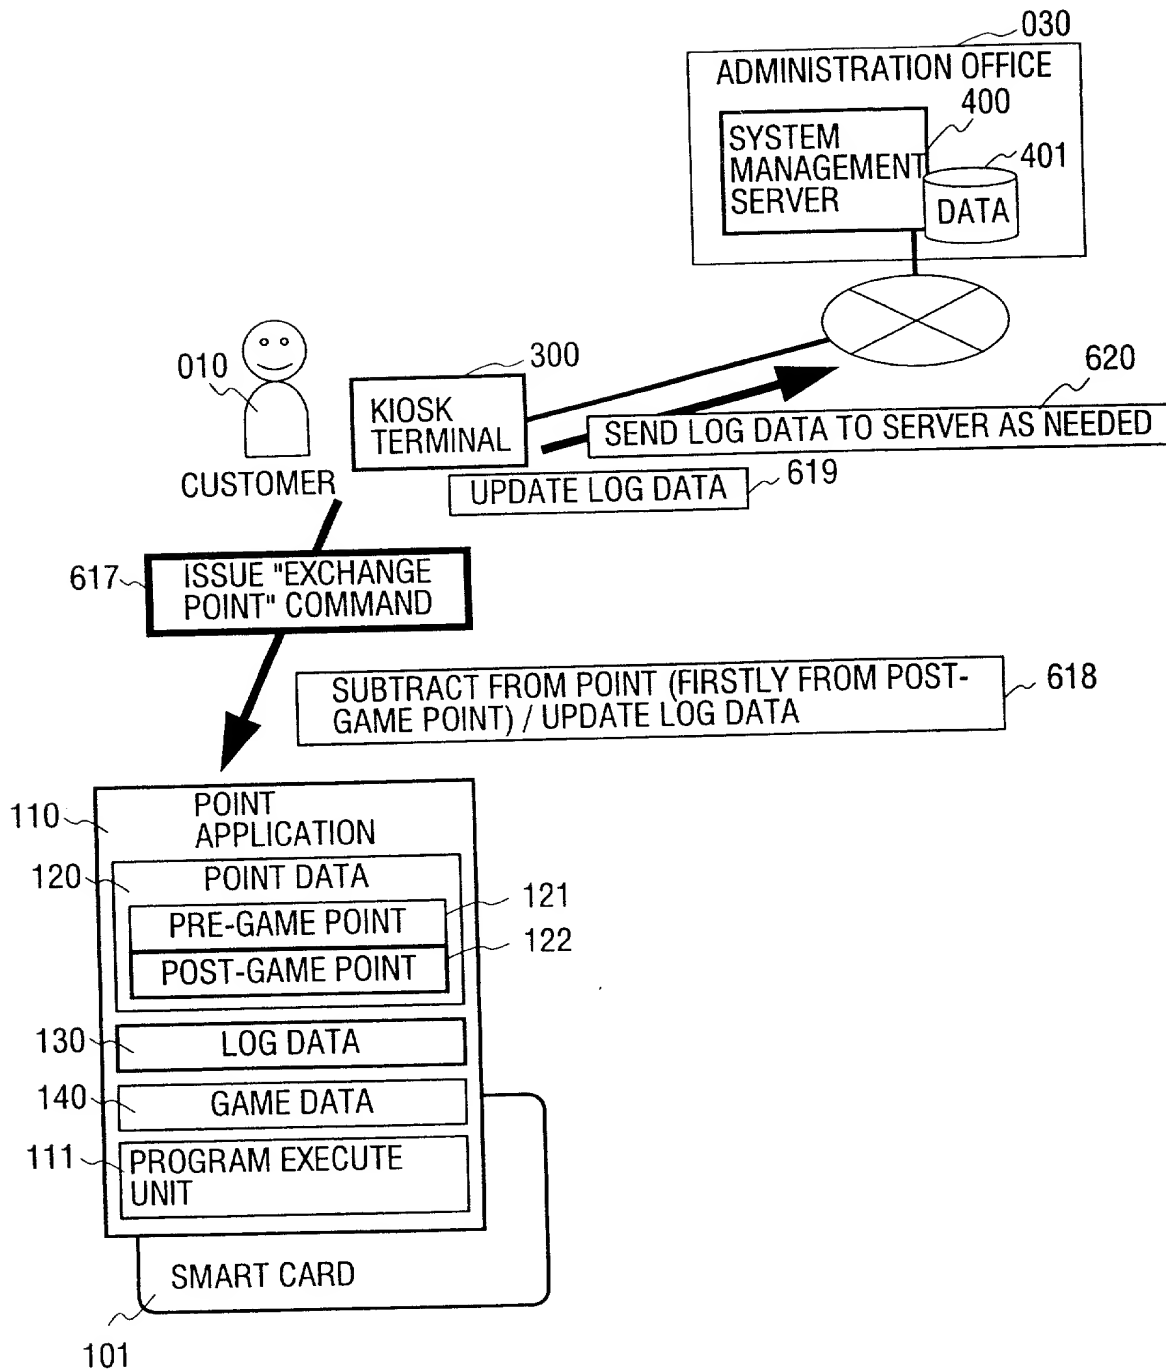 030
ADMINISTRATION OFFICE
400
SYSTEM
MANAGEMENT
SERVER
401
DATA
010
CUSTOMER
300
KIOSK
TERMINAL
620
SEND LOG DATA TO SERVER AS NEEDED
UPDATE LOG DATA
619
617
ISSUE "EXCHANGE
POINT" COMMAND
SUBTRACT FROM POINT (FIRSTLY FROM POST-
GAME POINT) / UPDATE LOG DATA
618
110
POINT
APPLICATION
120
POINT DATA
121
PRE-GAME POINT
122
POST-GAME POINT
130
LOG DATA
140
GAME DATA
111
PROGRAM EXECUTE
UNIT
SMART CARD
101